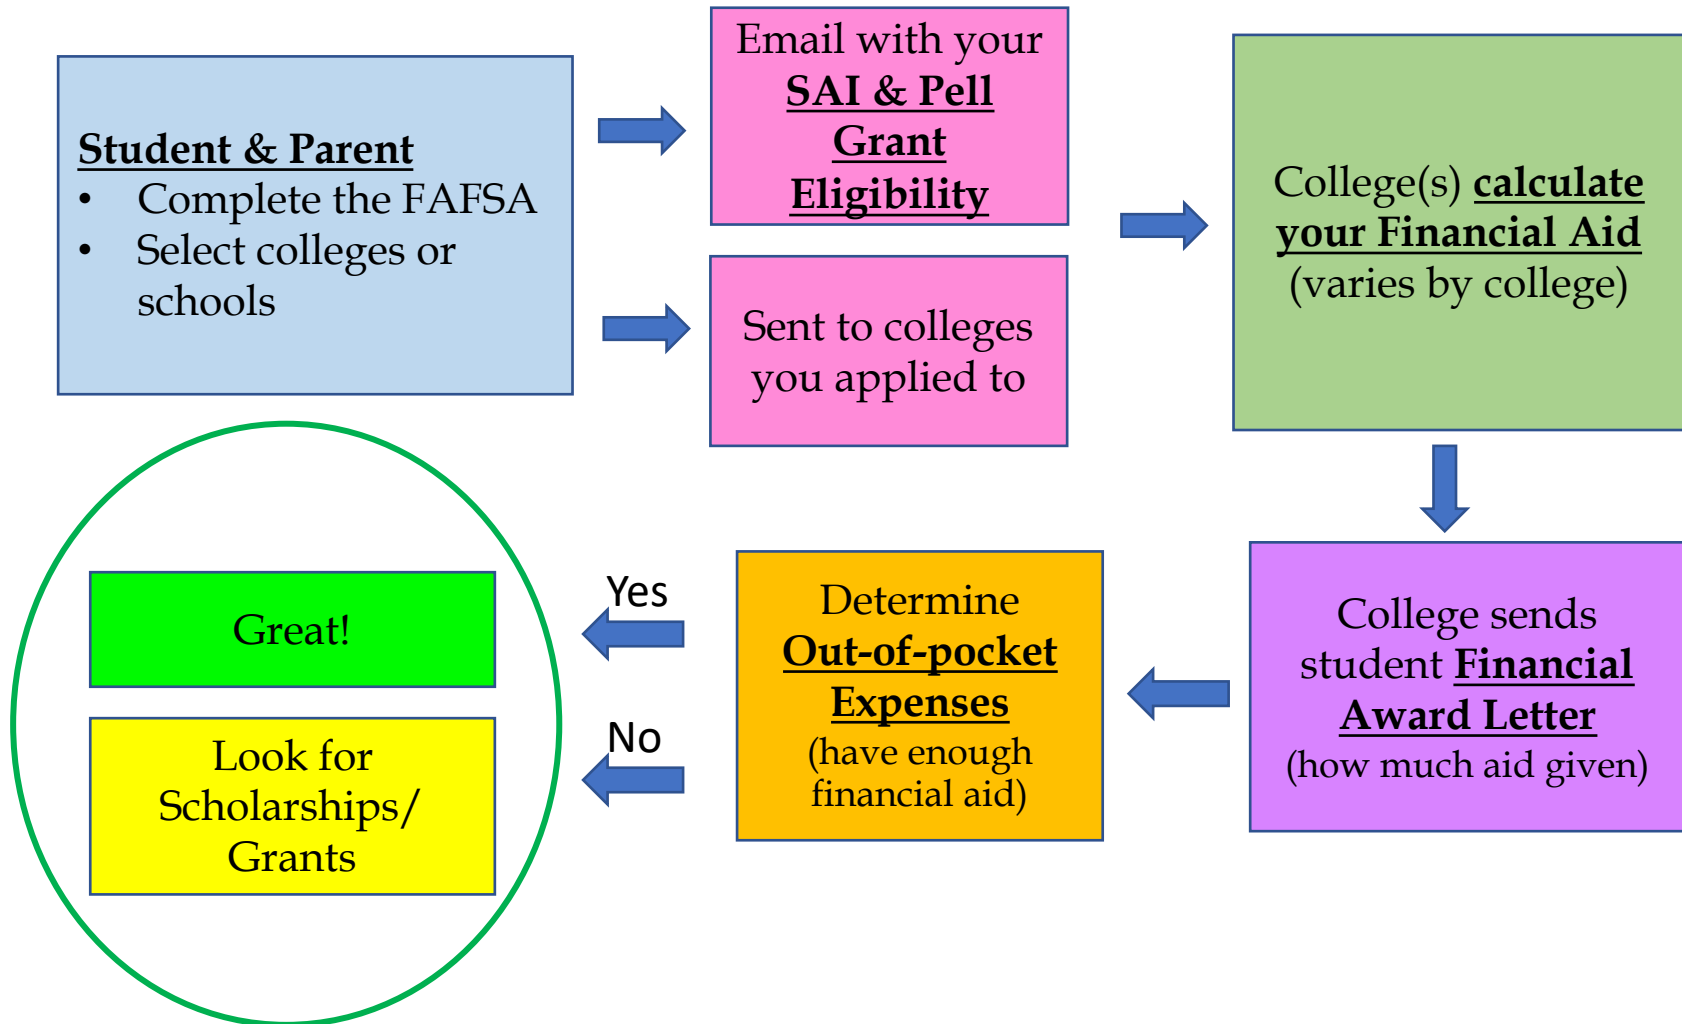 Student & Parent
• Complete the FAFSA
• Select colleges or
schools
Email with your
SAI & Pell
Grant
Eligibility
Sent to colleges
you applied to
College(s) calculate
your Financial Aid
(varies by college)
College sends
student Financial
Award Letter
(how much aid given)
Determine
Out-of-pocket
Expenses
(have enough
financial aid)
Yes
Great!
No
Look for
Scholarships/
Grants